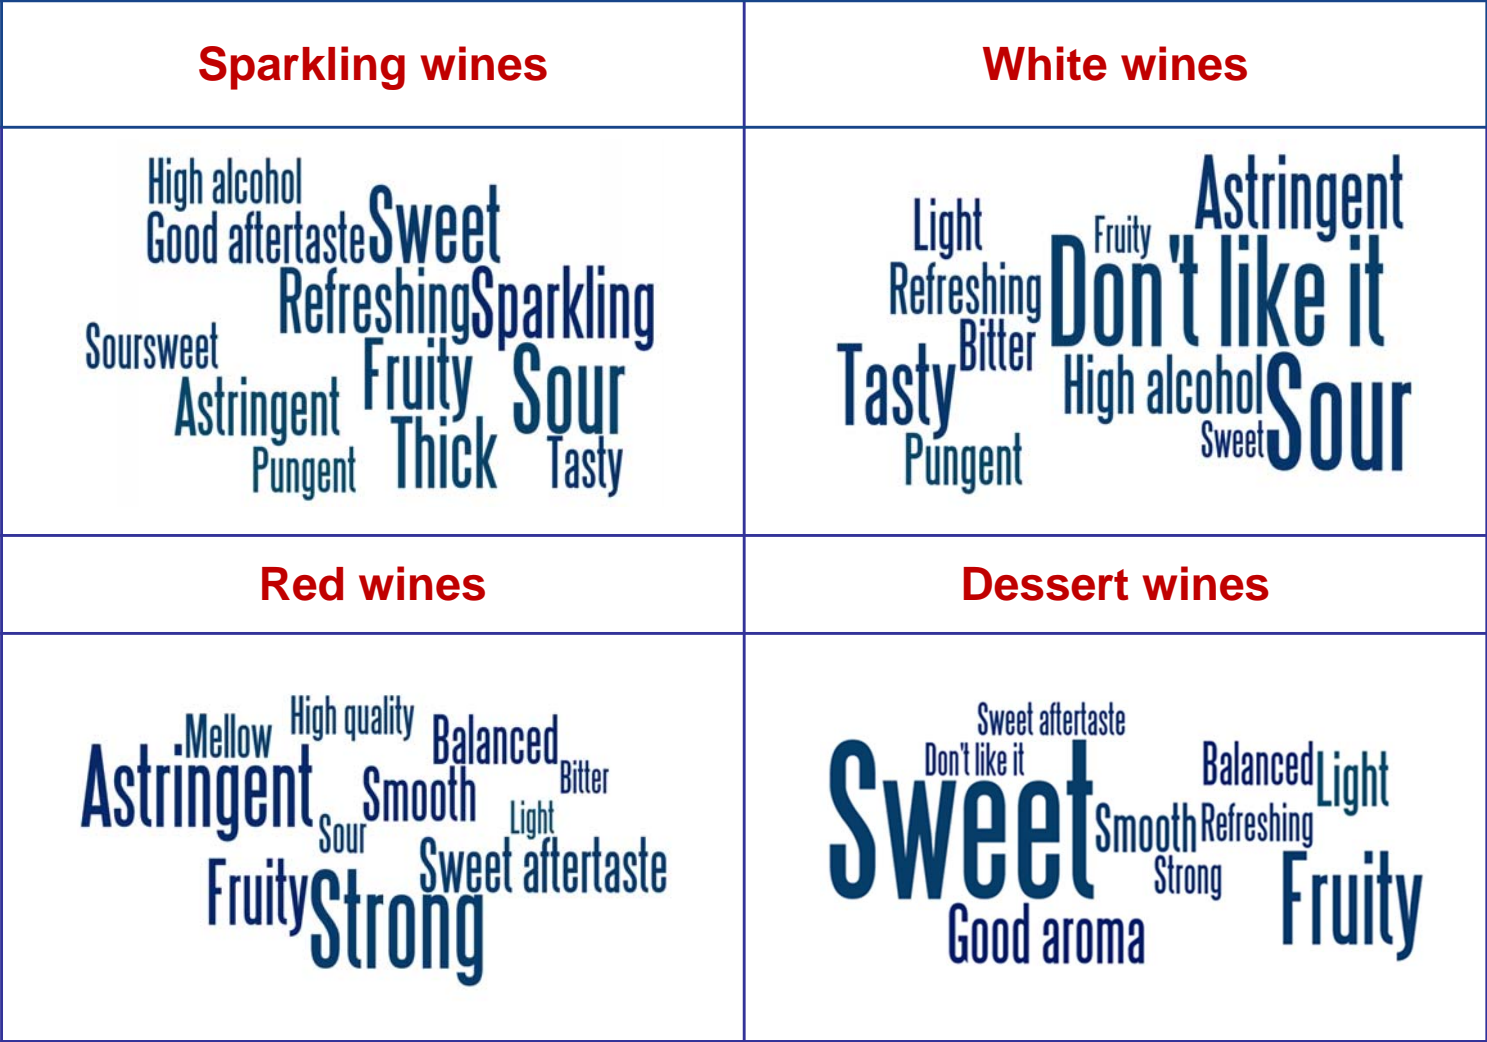 Sparkling wines
White wines
High alcohol
Good aftertaste Sweet
Refreshing Sparkling
Soursweet
Fruity Sour
Astringent
Thick
Pungent
Tasty
Astringent
Light
Fruity
Don't like it
Refreshing
Bitter
Tasty
High alcohol Sour
Sweet
Pungent
Red wines
Dessert wines
High quality
Mellow
Balanced
Astringent
Bitter
Smooth
Light
Sour
Sweet aftertaste
Fruity
Strong
Sweet aftertaste
Don't like it
Balanced
Light
Sweet
Smooth Refreshing
Strong
Fruity
Good aroma